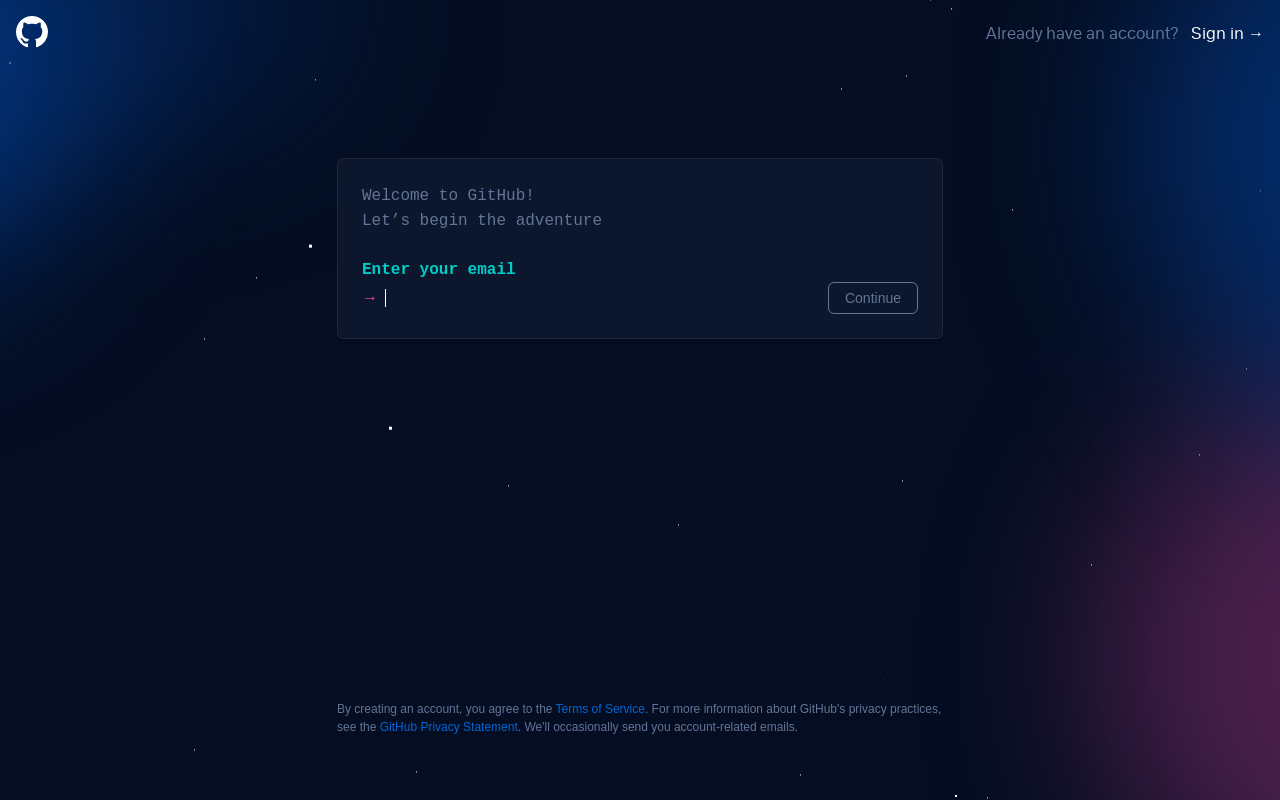 Already have an account? Sign in →
Welcome to GitHub!
Let’s begin the adventure
Enter your email
→
Continue
By creating an account, you agree to the Terms of Service. For more information about GitHub's privacy practices,
see the GitHub Privacy Statement. We'll occasionally send you account-related emails.